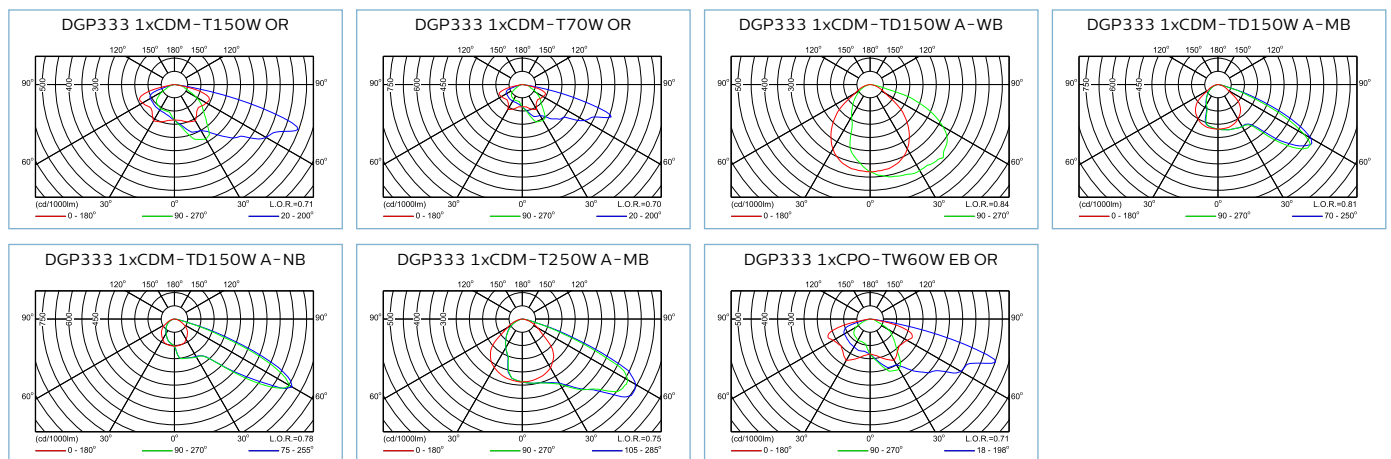 DGP333 1xCDM-T150W OR
120° 150° 180° 150° 120°
90° 500 400 300 90°
60° 60°
(cd/1000lm) 30° 0° 30° L.O.R.=0.71
0 - 180° 90 - 270° 20 - 200°
DGP333 1xCDM-T70W OR
120° 150° 180° 150° 120°
90° 500 400 300 90°
60° 60°
(cd/1000lm) 30° 0° 30° L.O.R.=0.70
0 - 180° 90 - 270° 20 - 200°
DGP333 1xCDM-TD150W A-WB
120° 150° 180° 150° 120°
90° 500 400 300 90°
60° 60°
(cd/1000lm) 30° 0° 30° L.O.R.=0.84
0 - 180° 90 - 270°
DGP333 1xCDM-TD150W A-MB
120° 150° 180° 150° 120°
90° 750 600 450 90°
60° 60°
(cd/1000lm) 30° 0° 30° L.O.R.=0.81
0 - 180° 90 - 270° 70 - 250°
DGP333 1xCDM-TD150W A-NB
120° 150° 180° 150° 120°
90° 750 600 450 90°
60° 60°
(cd/1000lm) 30° 0° 30° L.O.R.=0.78
0 - 180° 90 - 270° 75 - 255°
DGP333 1xCDM-T250W A-MB
120° 150° 180° 150° 120°
90° 500 400 300 90°
60° 60°
(cd/1000lm) 30° 0° 30° L.O.R.=0.75
0 - 180° 90 - 270° 105 - 285°
DGP333 1xCPO-TW60W EB OR
120° 150° 180° 150° 120°
90° 500 400 300 90°
60° 60°
(cd/1000lm) 30° 0° 30° L.O.R.=0.71
0 - 180° 90 - 270° 18 - 198°